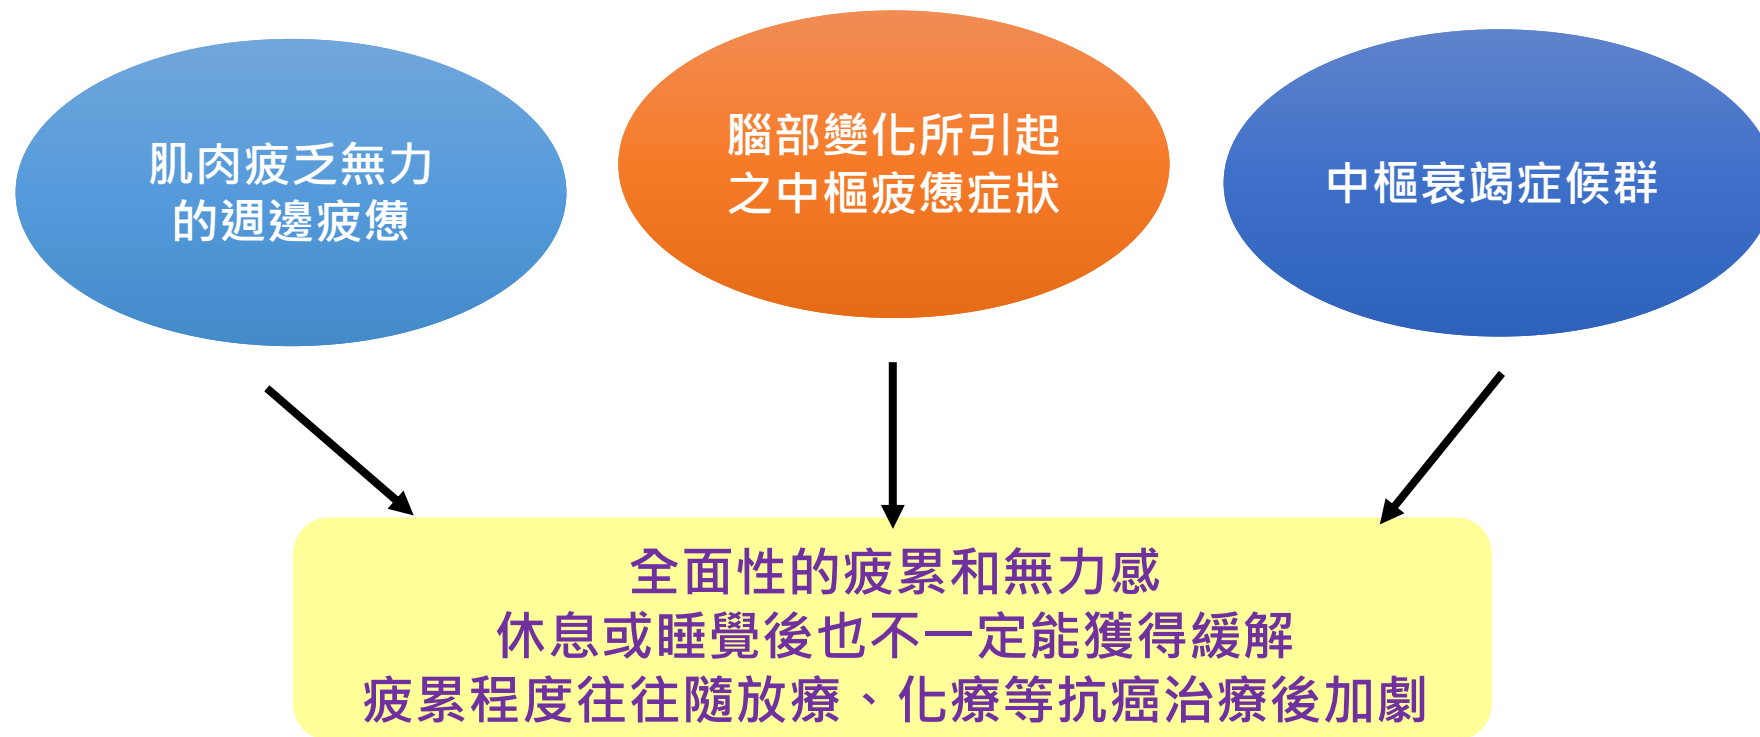 肌肉疲乏無力
的週邊疲憊
腦部變化所引起
之中樞疲憊症狀
中樞衰竭症候群
全面性的疲累和無力感
休息或睡覺後也不一定能獲得緩解
疲累程度往往隨放療、化療等抗癌治療後加劇